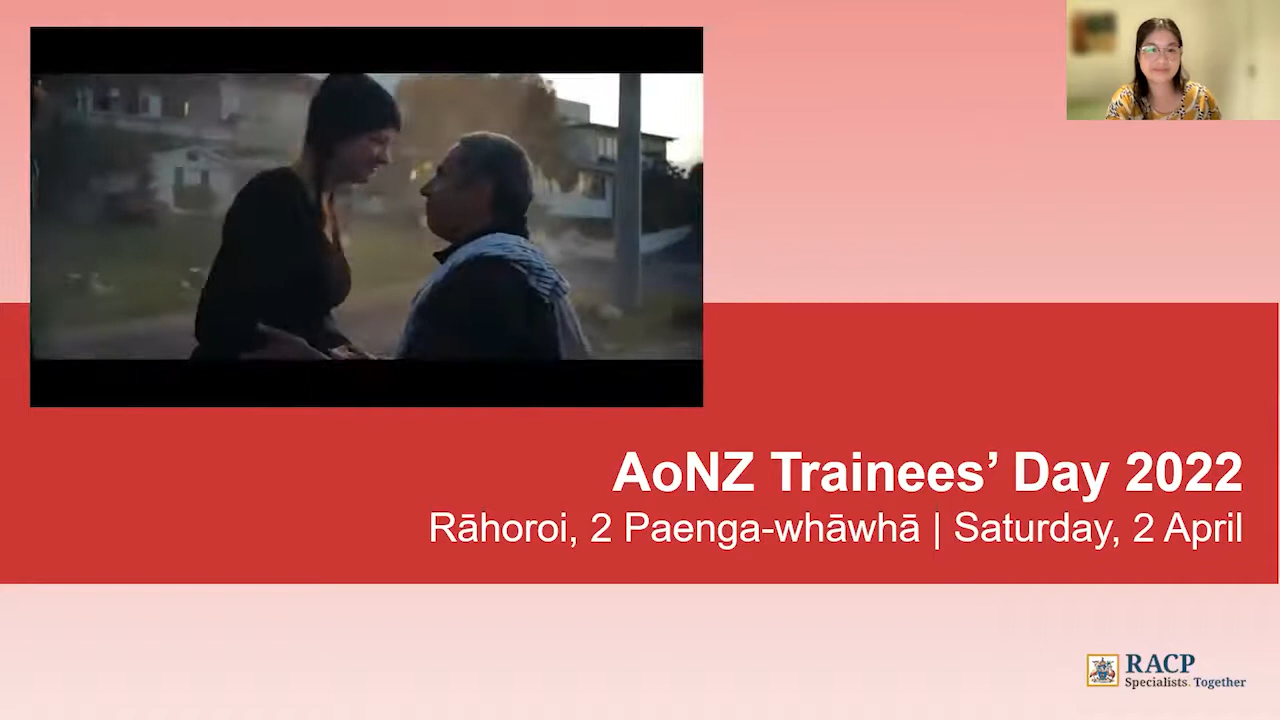 AoNZ Trainees’ Day 2022
Rāhoroi, 2 Paenga-whāwhā | Saturday, 2 April
RACP
Specialists. Together